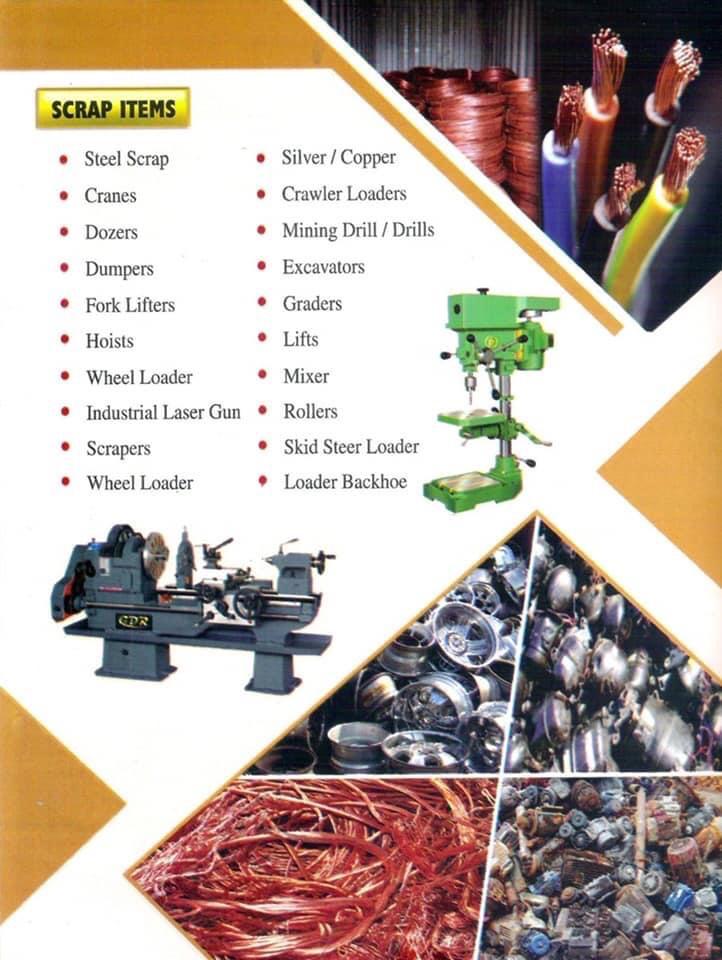 SCRAP ITEMS
Steel Scrap
Cranes
Dozers
Dumpers
Fork Lifters
Hoists
Wheel Loader
Industrial Laser Gun
Scrapers
Wheel Loader
Silver / Copper
Crawler Loaders
Mining Drill / Drills
Excavators
Graders
Lifts
Mixer
Rollers
Skid Steer Loader
Loader Backhoe